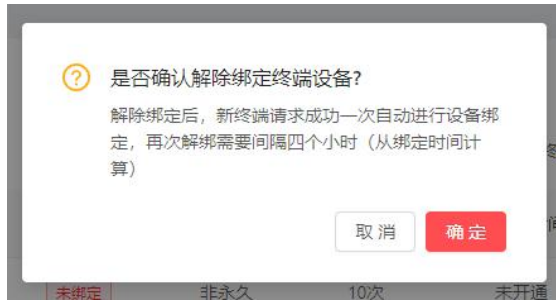 是否确认解除绑定终端设备?
解除绑定后，新终端请求成功一次自动进行设备绑
定，再次解绑需要间隔四个小时（从绑定时间计
算）
取 消 确 定
未绑定 非永久 10次 未开通